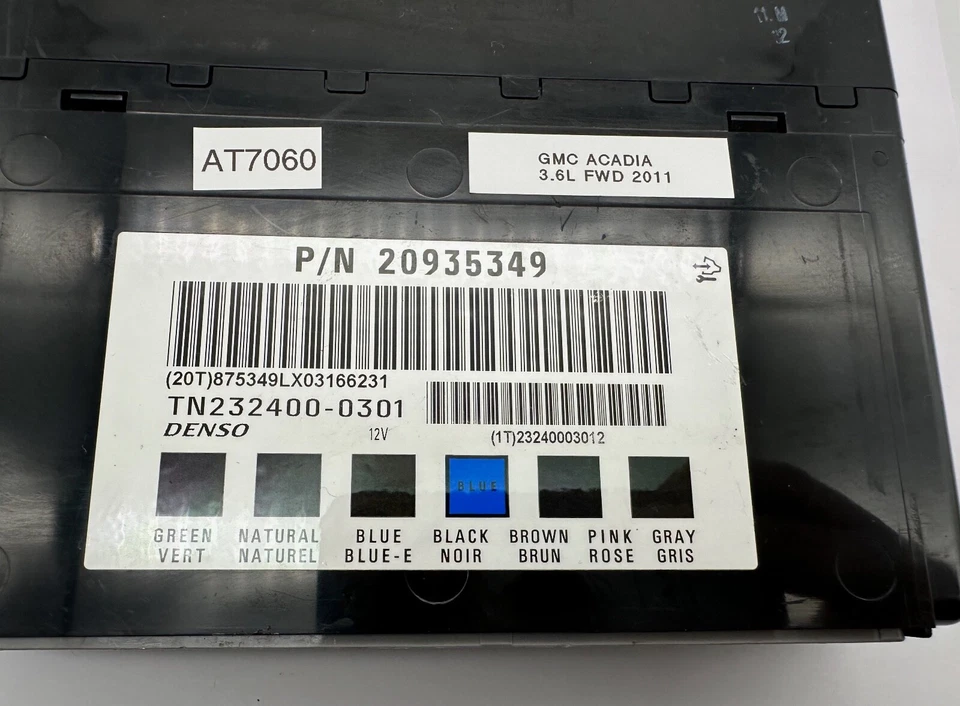 11.M
12
AT7060
GMC ACADIA
3.6L FWD 2011
P/N 20935349
(20T)875349LX03166231
TN232400-0301
(1T)23240003012
DENSO
12V
BLUE
GREEN NATURAL BLUE BLACK BROWN PINK GRAY
VERT NATUREL BLUE-E NOIR BRUN ROSE GRIS